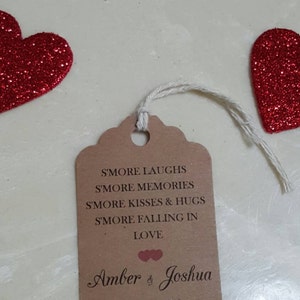 S'MORE LAUGHS
S'MORE MEMORIES
S'MORE KISSES & HUGS
S'MORE FALLING IN
LOVE
Amber & Joshua